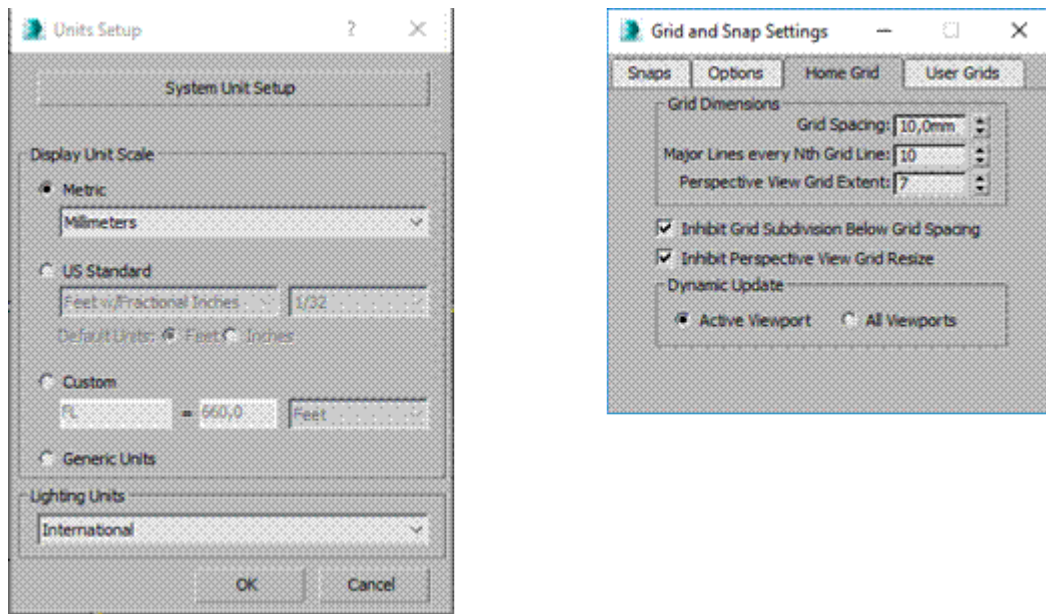 Units Setup
?
System Unit Setup
Display Unit Scale
Metric
Millimeters
US Standard
Feet w/Fractional Inches
1/32
Default Units: Feet Inches
Custom
FL = 660,0 Feet
Generic Units
Lighting Units
International
OK Cancel
Grid and Snap Settings
Snaps Options Home Grid User Grids
Grid Dimensions
Grid Spacing: 10,0mm
Major Lines every Nth Grid Line: 10
Perspective View Grid Extent: 7
Inhibit Grid Subdivision Below Grid Spacing
Inhibit Perspective View Grid Resize
Dynamic Update
Active Viewport All Viewports